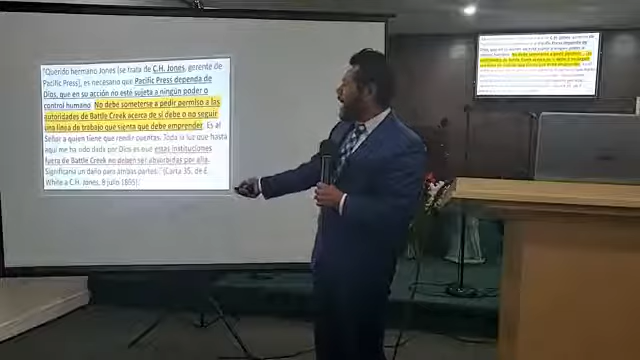 "Querido hermano Jones [se trata de C.H. Jones, gerente de
Pacific Press], es necesario que Pacific Press dependa de
Dios, que en su acción no esté sujeta a ningún poder o
control humano. No debe someterse a pedir permiso a las
autoridades de Battle Creek acerca de si debe o no seguir
una línea de trabajo que sienta que debe emprender. Es al
Señor a quien tiene que rendir cuentas. Toda la luz que hasta
aquí me ha dado Dios es que estas instituciones
fuera de Battle Creek no deben ser absorbidas por ella.
Significaría un daño para ambas partes." (Carta 35, de E.
White a C.H. Jones, 8 julio 1895).